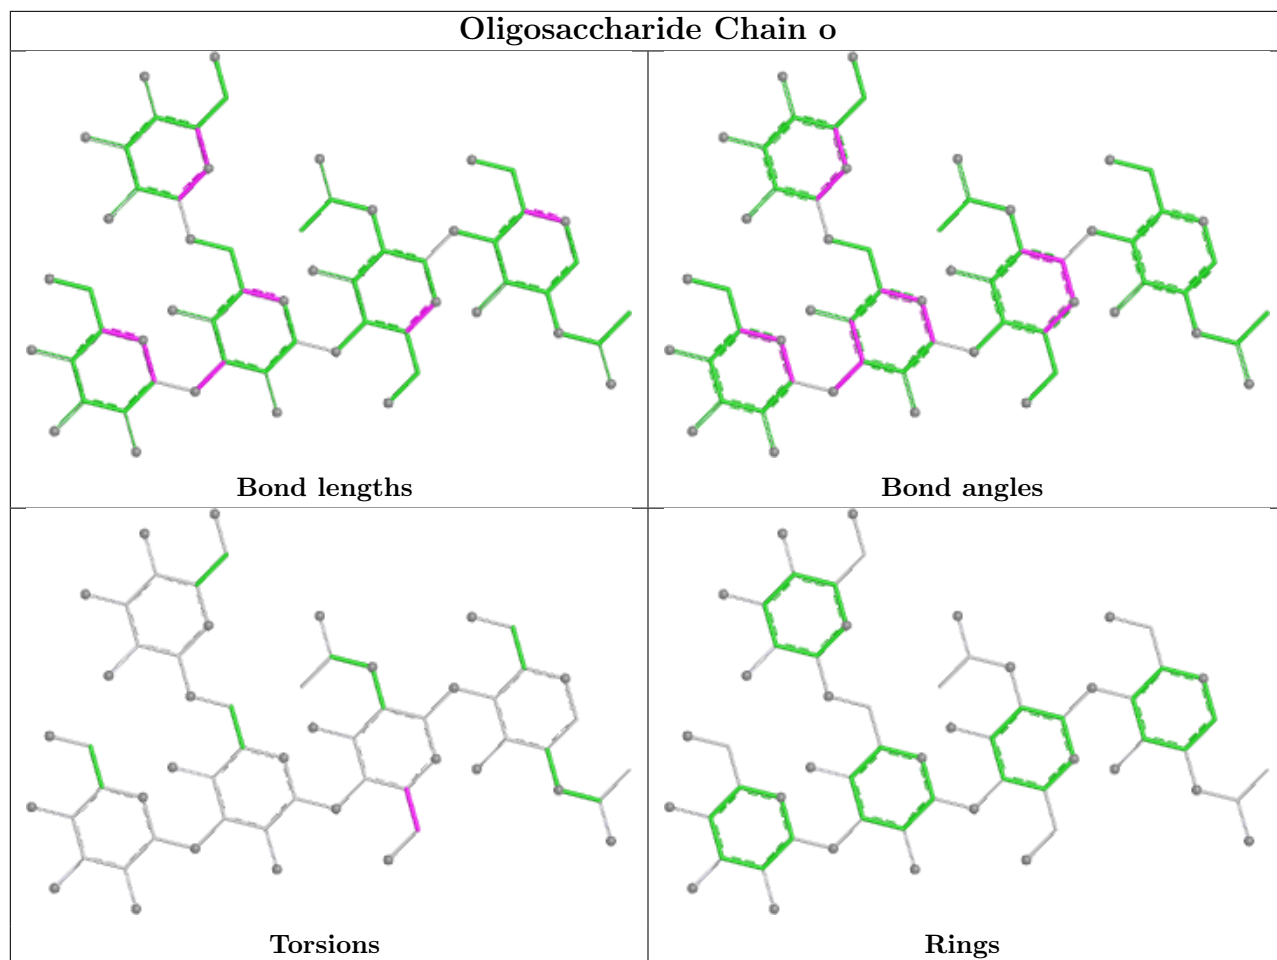 Oligosaccharide Chain o
Bond lengths
Bond angles
Torsions
Rings